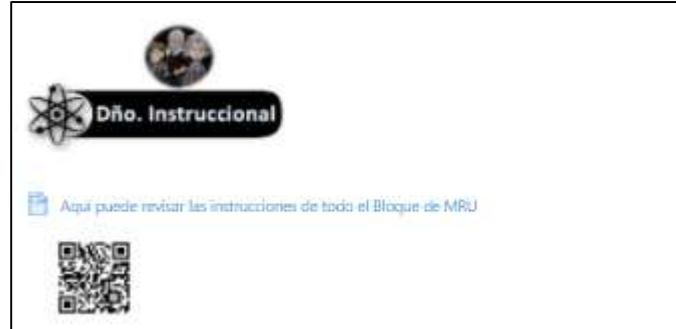 Dño. Instruccional
Aquí puede revisar las instrucciones de todo el Bloque de MRU